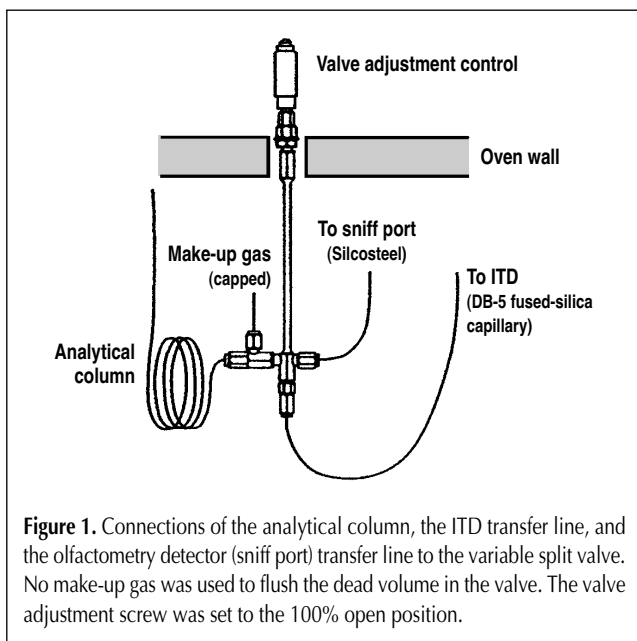 Valve adjustment control
Oven wall
To sniff port
(Silcosteel)
Make-up gas
(capped)
To ITD
(DB-5 fused-silica
capillary)
Analytical
column
Figure 1. Connections of the analytical column, the ITD transfer line, and
the olfactometry detector (sniff port) transfer line to the variable split valve.
No make-up gas was used to flush the dead volume in the valve. The valve
adjustment screw was set to the 100% open position.